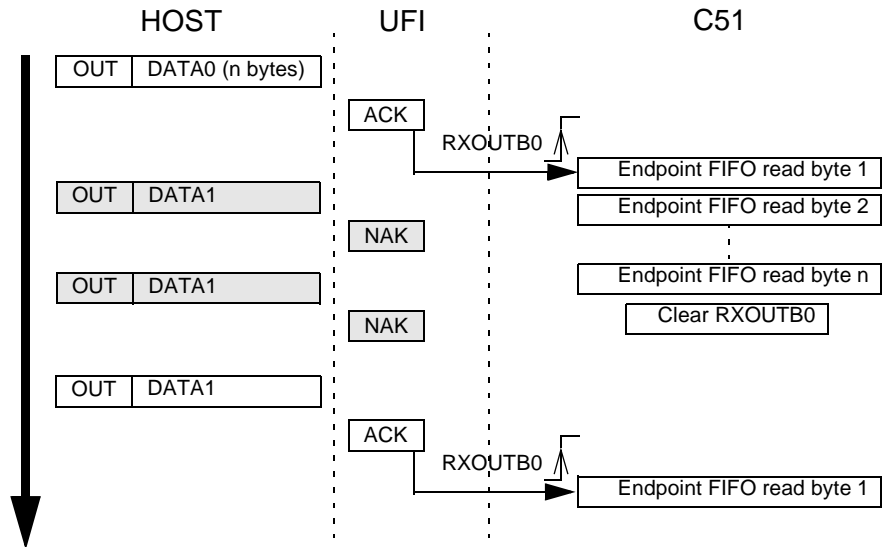 HOST UFI C51
OUT DATA0 (n bytes)
ACK
RXOUTB0
Endpoint FIFO read byte 1
OUT DATA1
Endpoint FIFO read byte 2
NAK
OUT DATA1
Endpoint FIFO read byte n
NAK
Clear RXOUTB0
OUT DATA1
ACK
RXOUTB0
Endpoint FIFO read byte 1